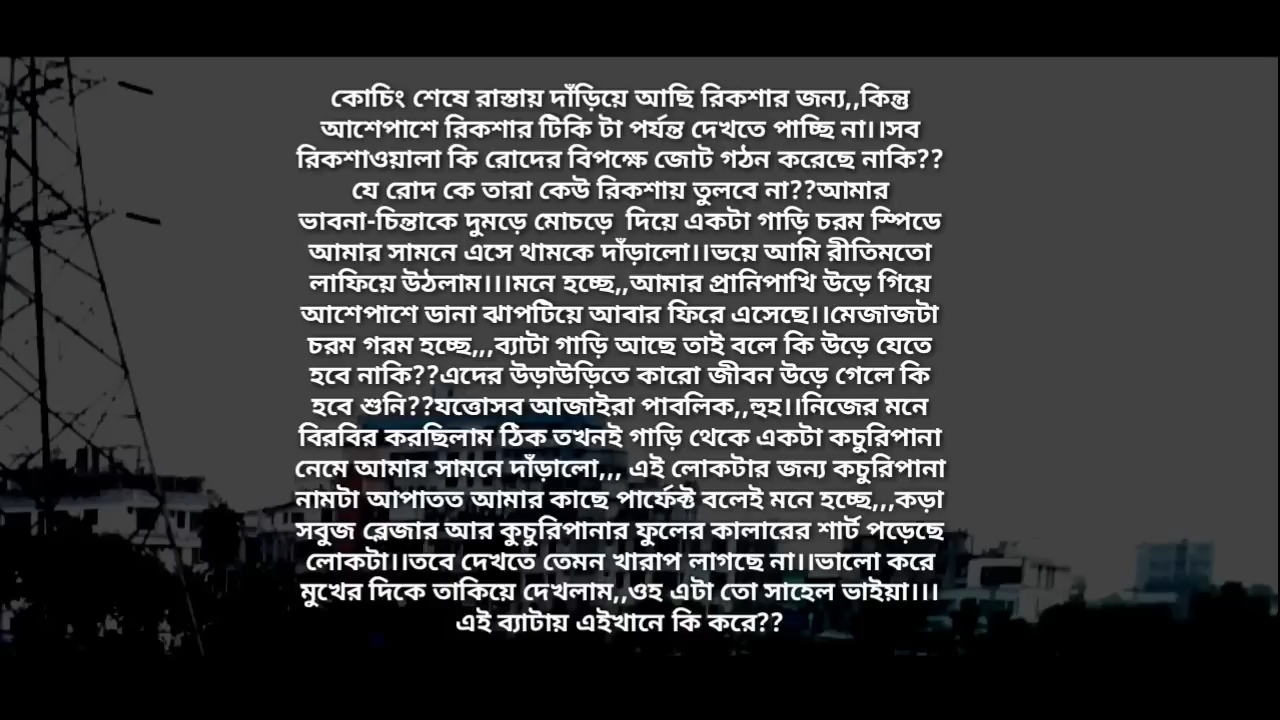 কোচিং শেষে রাস্তায় দাঁড়িয়ে আছি রিকশার জন্য,,কিন্তু
আশেপাশে রিকশার টিকি টা পর্যন্ত দেখতে পাচ্ছি না।।সব
রিকশাওয়ালা কি রোদের বিপক্ষে জোট গঠন করেছে নাকি??
যে রোদ কে তারা কেউ রিকশায় তুলবে না??আমার
ভাবনা-চিন্তাকে দুমড়ে মোচড়ে  দিয়ে একটা গাড়ি চরম স্পিডে
আমার সামনে এসে থামকে দাঁড়ালো।।ভয়ে আমি রীতিমতো
লাফিয়ে উঠলাম।।।মনে হচ্ছে,,আমার প্রানিপাখি উড়ে গিয়ে
আশেপাশে ডানা ঝাপটিয়ে আবার ফিরে এসেছে।।মেজাজটা
চরম গরম হচ্ছে,,,ব্যাটা গাড়ি আছে তাই বলে কি উড়ে যেতে
হবে নাকি??এদের উড়াউড়িতে কারো জীবন উড়ে গেলে কি
হবে শুনি??যত্তোসব আজাইরা পাবলিক,,হুহ।।নিজের মনে
বিরবির করছিলাম ঠিক তখনই গাড়ি থেকে একটা কচুরিপানা
নেমে আমার সামনে দাঁড়ালো,,, এই লোকটার জন্য কচুরিপানা
নামটা আপাতত আমার কাছে পার্ফেক্ট বলেই মনে হচ্ছে,,,কড়া
সবুজ ব্লেজার আর কুচুরিপানার ফুলের কালারের শার্ট পড়েছে
লোকটা।।তবে দেখতে তেমন খারাপ লাগছে না।।ভালো করে
মুখের দিকে তাকিয়ে দেখলাম,,ওহ এটা তো সাহেল ভাইয়া।।।
এই ব্যাটায় এইখানে কি করে??